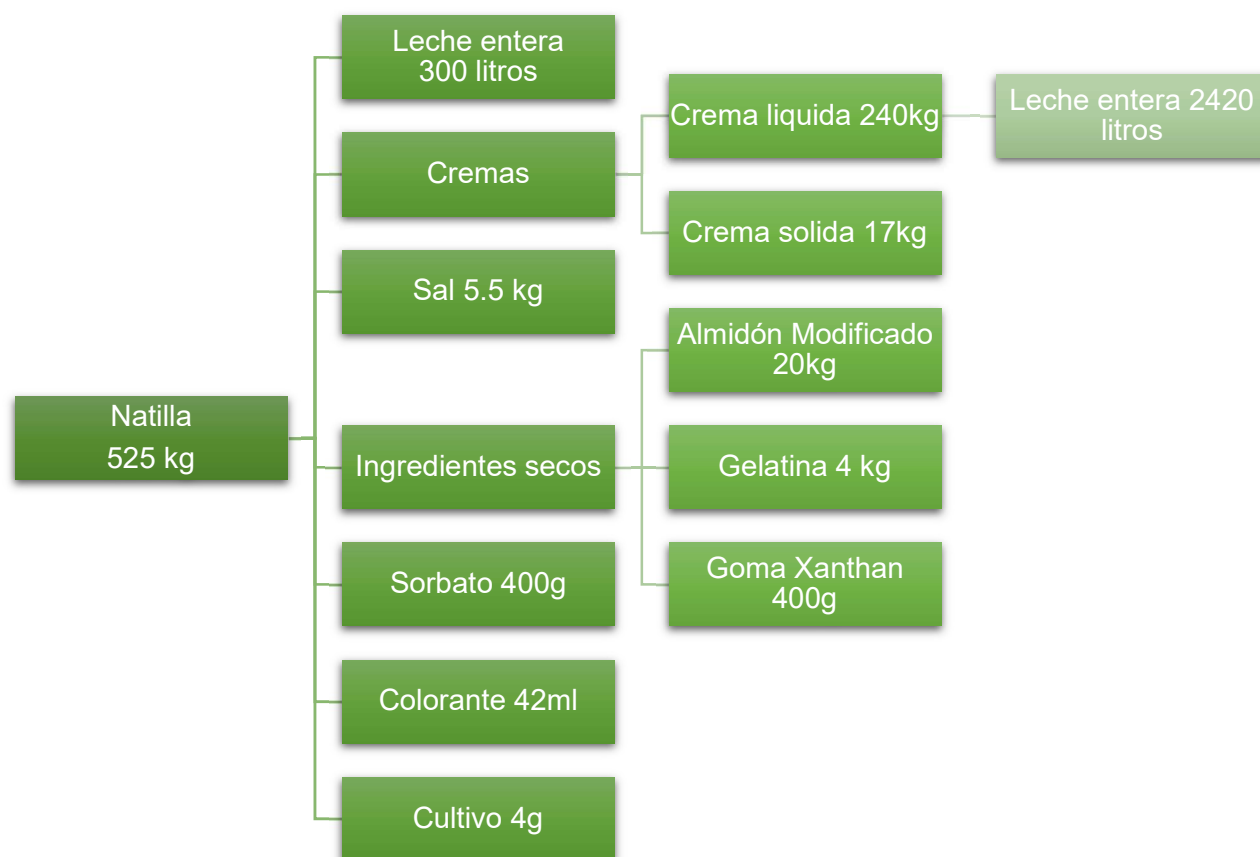 Natilla
525 kg
Leche entera
300 litros
Cremas
Sal 5.5 kg
Ingredientes secos
Sorbato 400g
Colorante 42ml
Cultivo 4g
Crema liquida 240kg
Crema solida 17kg
Almidón Modificado
20kg
Gelatina 4 kg
Goma Xanthan
400g
Leche entera 2420
litros